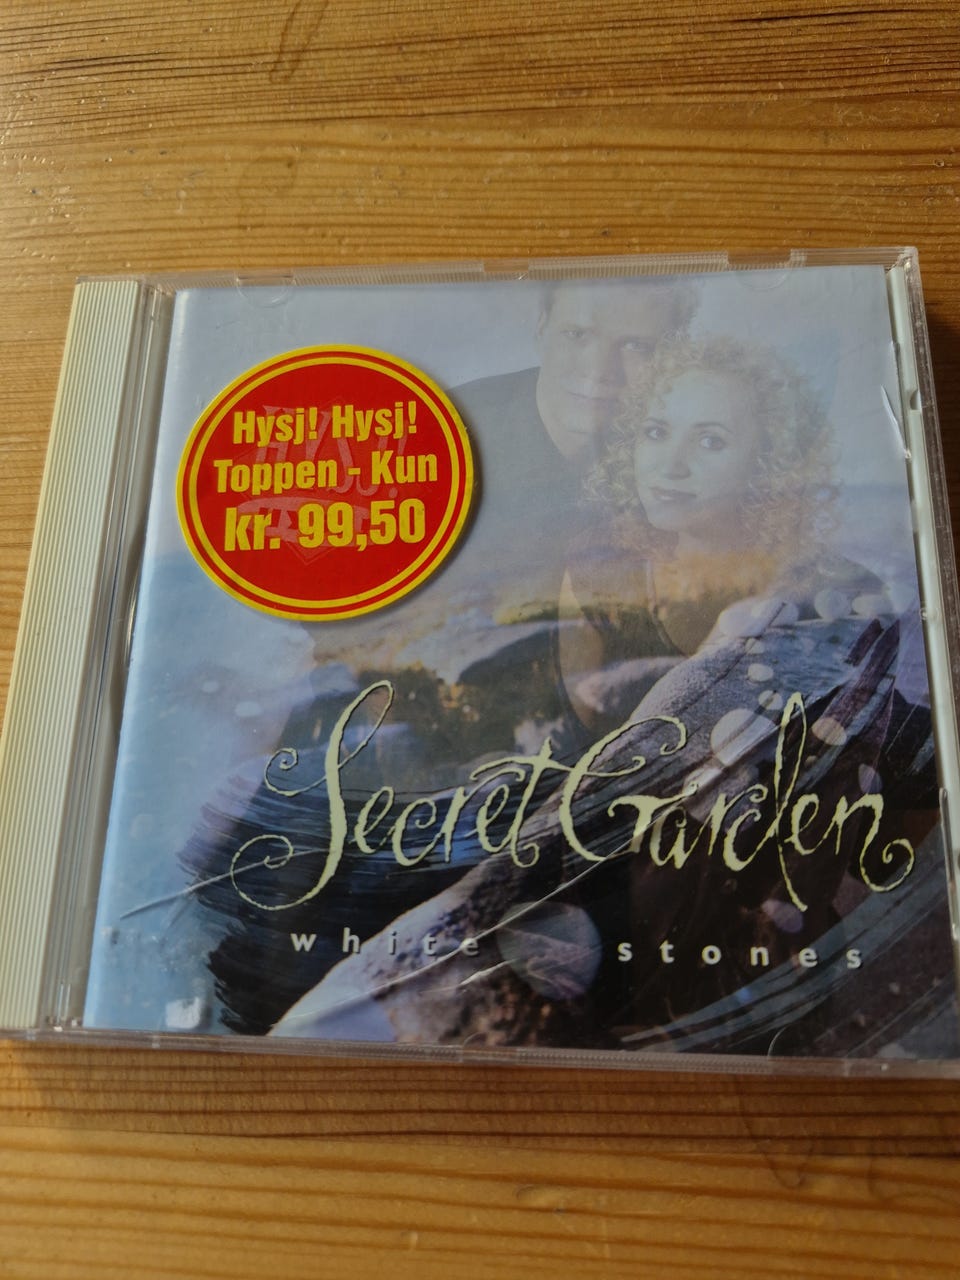 Hysj! Hysj!
Toppen - Kun
kr. 99,50
Secret Garden
white stones